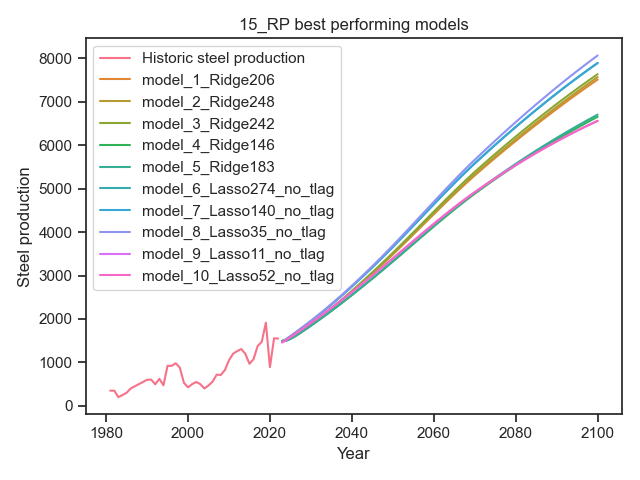 15_RP best performing models
Historic steel production
model_1_Ridge206
model_2_Ridge248
model_3_Ridge242
model_4_Ridge146
model_5_Ridge183
model_6_Lasso274_no_tlag
model_7_Lasso140_no_tlag
model_8_Lasso35_no_tlag
model_9_Lasso11_no_tlag
model_10_Lasso52_no_tlag
Steel production
8000
7000
6000
5000
4000
3000
2000
1000
0
1980 2000 2020 2040 2060 2080 2100
Year